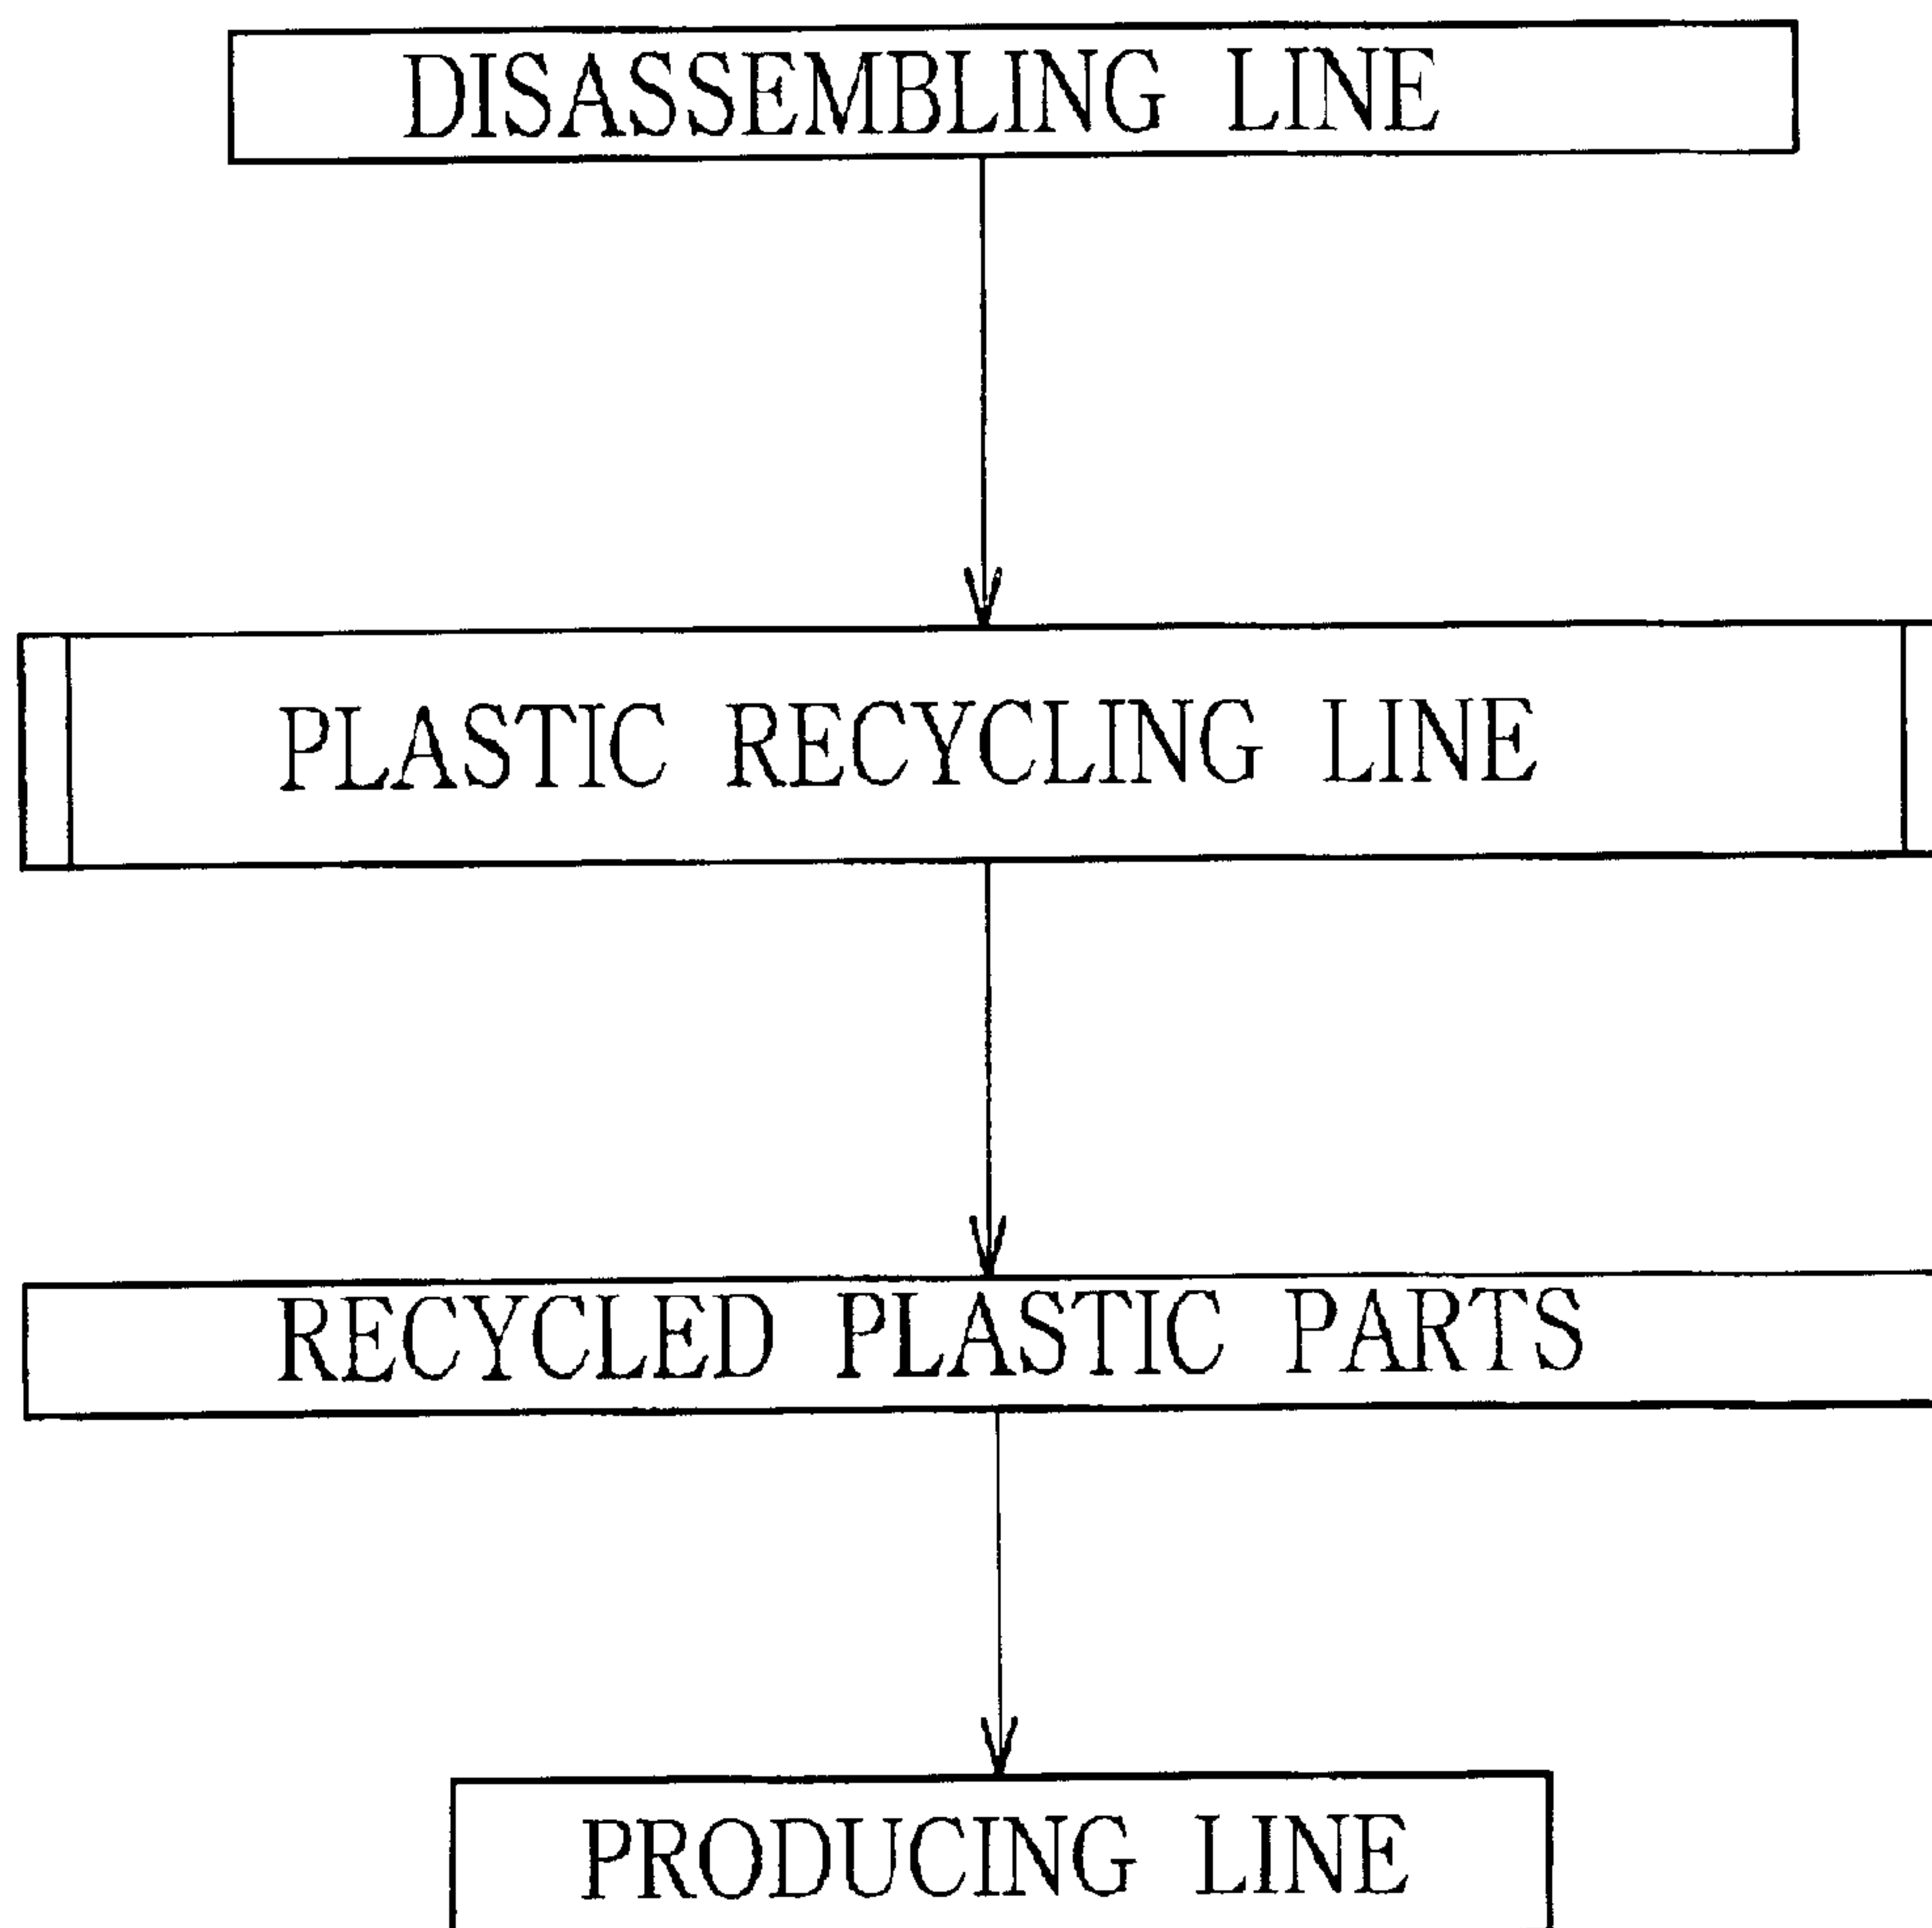 DISASSEMBLING LINE
PLASTIC RECYCLING LINE
RECYCLED PLASTIC PARTS
PRODUCING LINE